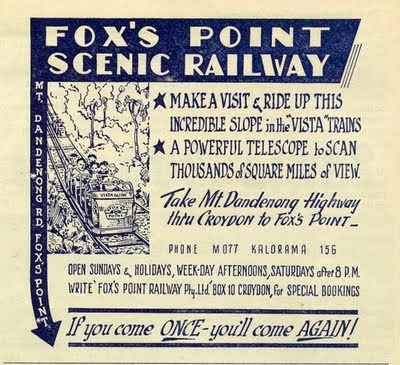 FOX'S POINT
SCENIC RAILWAY
MT. DANDENONG RD, FOX'S POINT
★ MAKE A VISIT & RIDE UP THIS
INCREDIBLE SLOPE in the "VISTA" TRAINS
★ A POWERFUL TELESCOPE to SCAN
THOUSANDS of SQUARE MILES of VIEW.
Take Mt. Dandenong Highway
thru CROYDON to FOX'S POINT_
PHONE MO77 KALORAMA 156
OPEN SUNDAYS & HOLIDAYS, WEEK-DAY AFTERNOONS, SATURDAYS after 8 P.M.
WRITE 'FOX'S POINT RAILWAY Pty. Ltd.' BOX 10 CROYDON, for SPECIAL BOOKINGS
If you come ONCE - you'll come AGAIN!